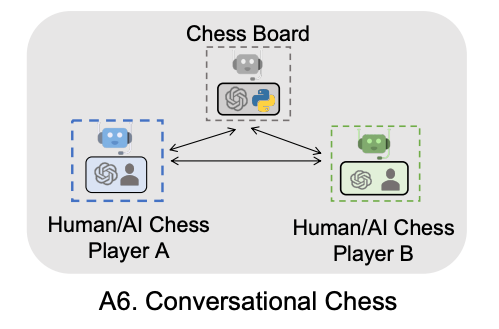 Chess Board
Human/AI Chess
Player A
Human/AI Chess
Player B
A6. Conversational Chess